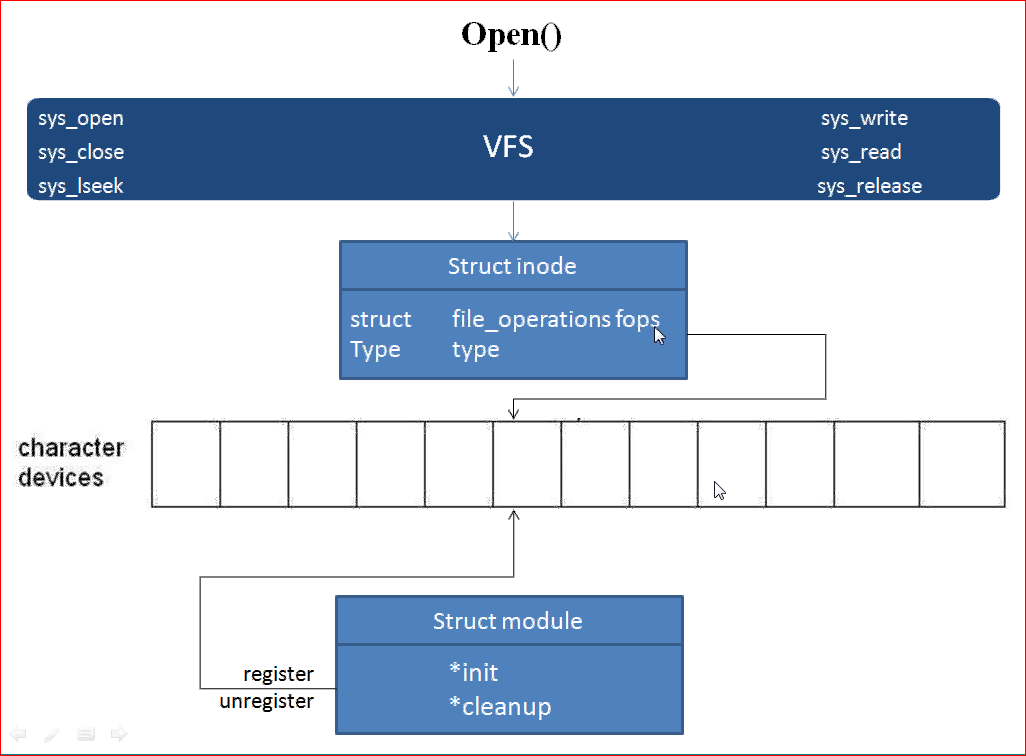 Open()
sys_open
sys_close
sys_lseek
VFS
sys_write
sys_read
sys_release
Struct inode
struct file_operations fops
Type type
character
devices
Struct module
*init
*cleanup
register
unregister